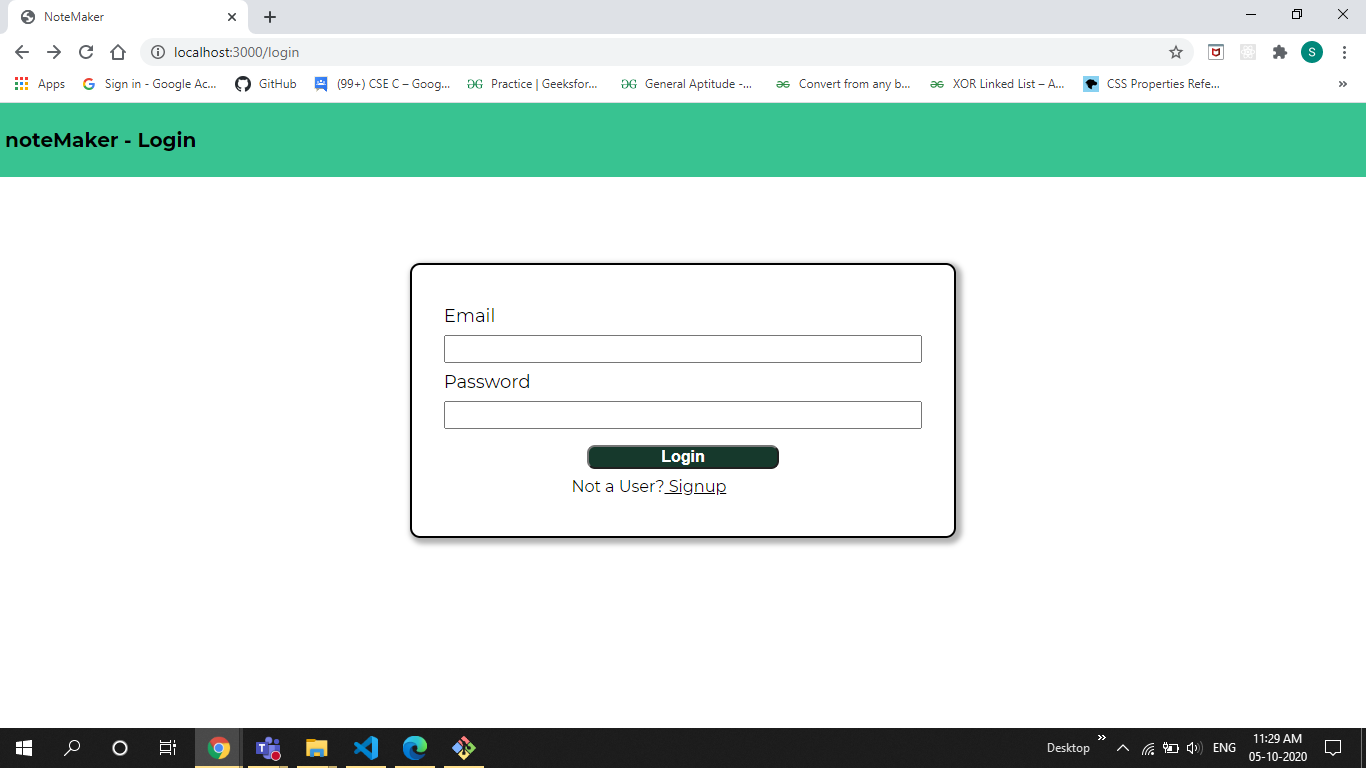 NoteMaker
localhost:3000/login
S
Apps
Sign in - Google Ac...
GitHub
(99+) CSE C – Goog...
Practice | Geeksfor...
General Aptitude -...
Convert from any b...
XOR Linked List – A...
CSS Properties Refe...
noteMaker - Login
Email
Password
Login
Not a User? Signup
Desktop
ENG
11:29 AM
05-10-2020